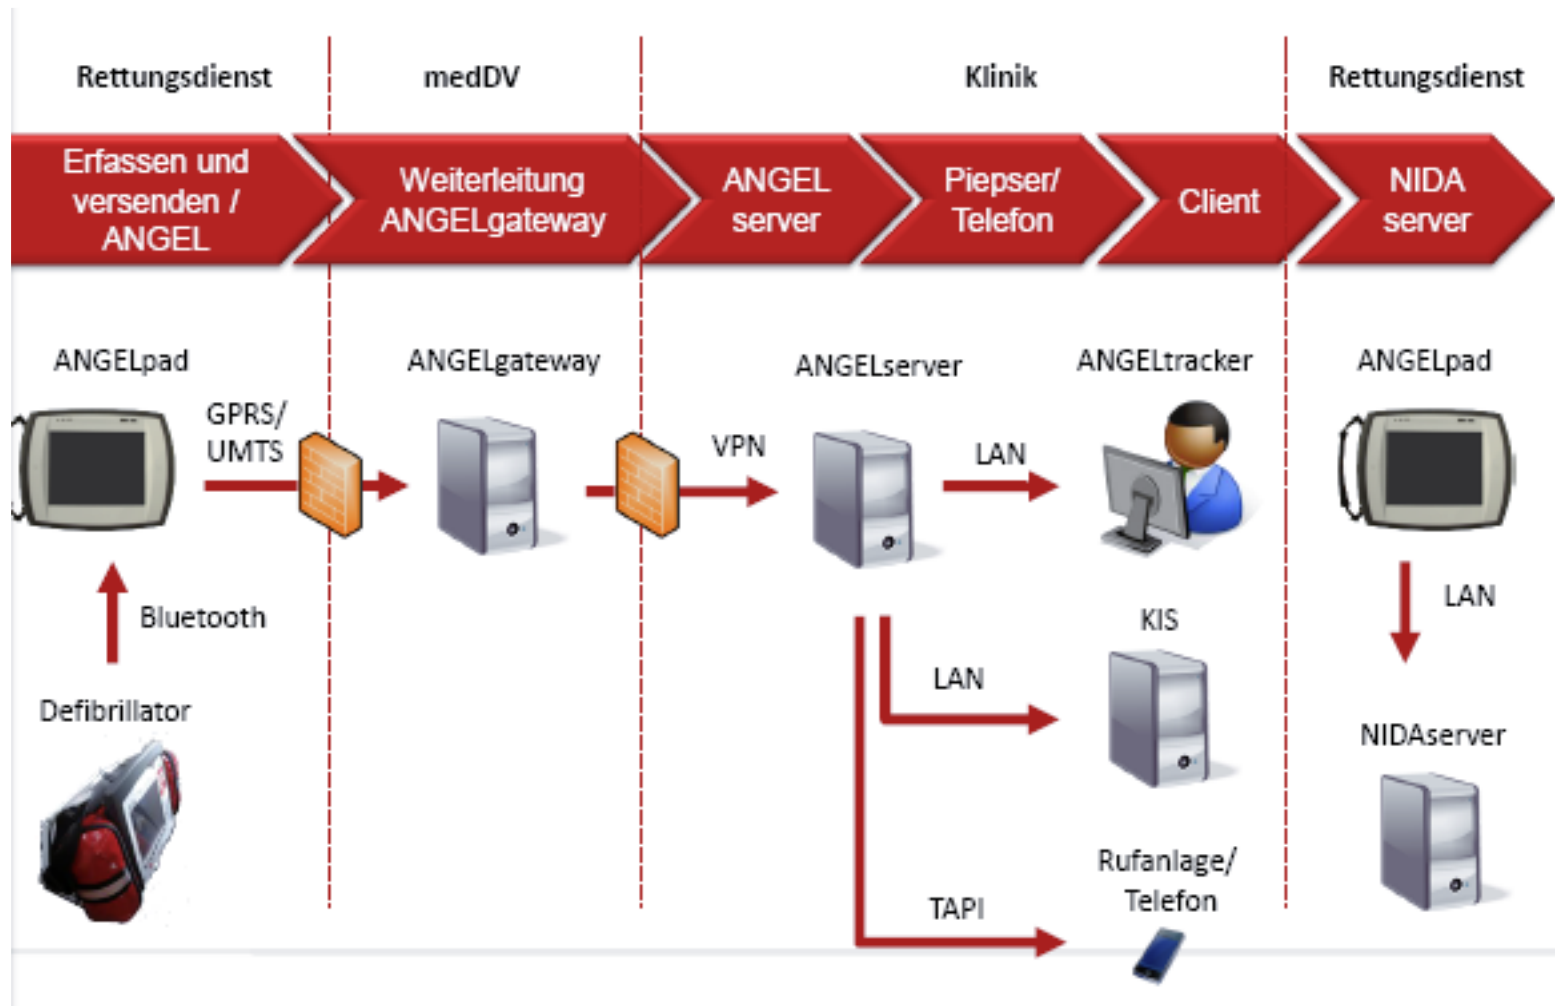 Rettungsdienst
medDV
Klinik
Rettungsdienst
Erfassen und
versenden /
ANGEL
Weiterleitung
ANGELgateway
ANGEL
server
Piepser/
Telefon
Client
NIDA
server
ANGELpad
ANGELgateway
ANGELserver
ANGELtracker
ANGELpad
GPRS/
UMTS
VPN
LAN
Bluetooth
KIS
LAN
LAN
Defibrillator
NIDAserver
Rufanlage/
Telefon
TAPI